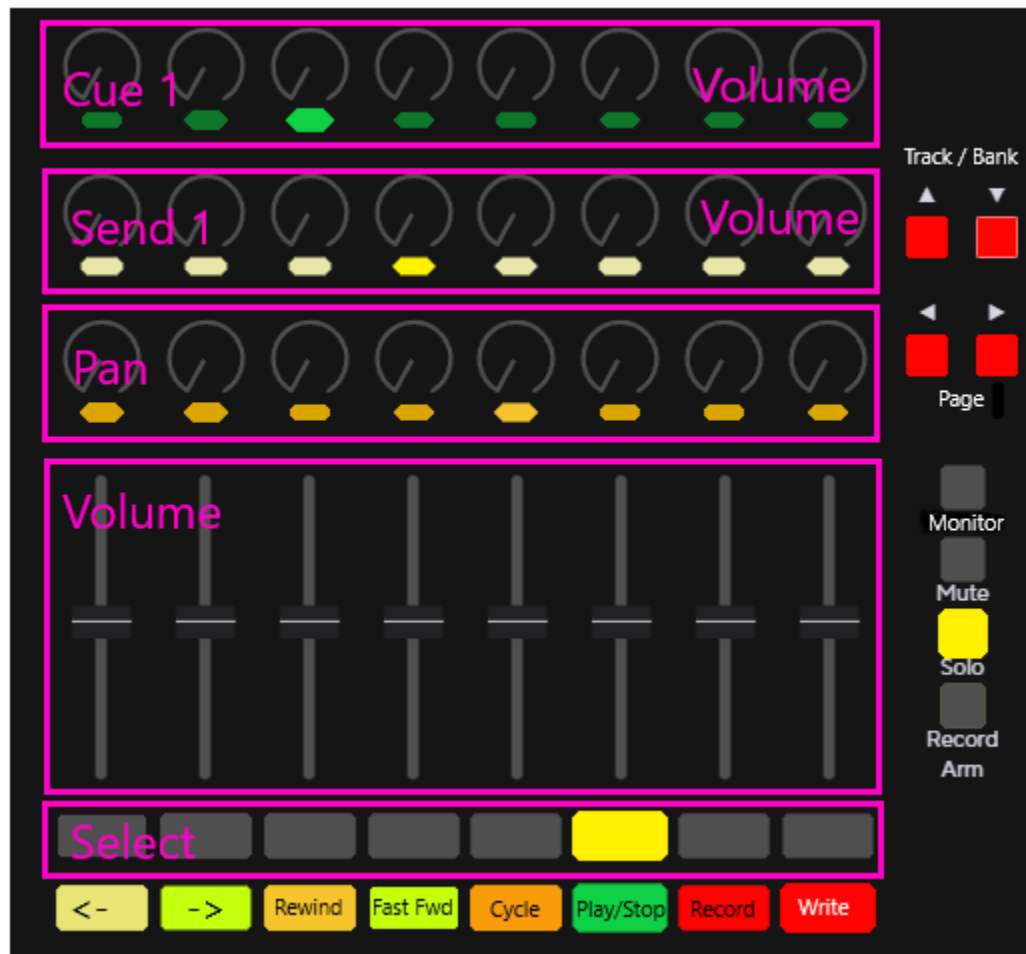 Cue 1 Volume
Track / Bank
▲ ▼
Send 1 Volume
◀ ▶
Pan
Page
Volume
Monitor
Mute
Solo
Record
Arm
Select
<- -> Rewind Fast Fwd Cycle Play/Stop Record Write